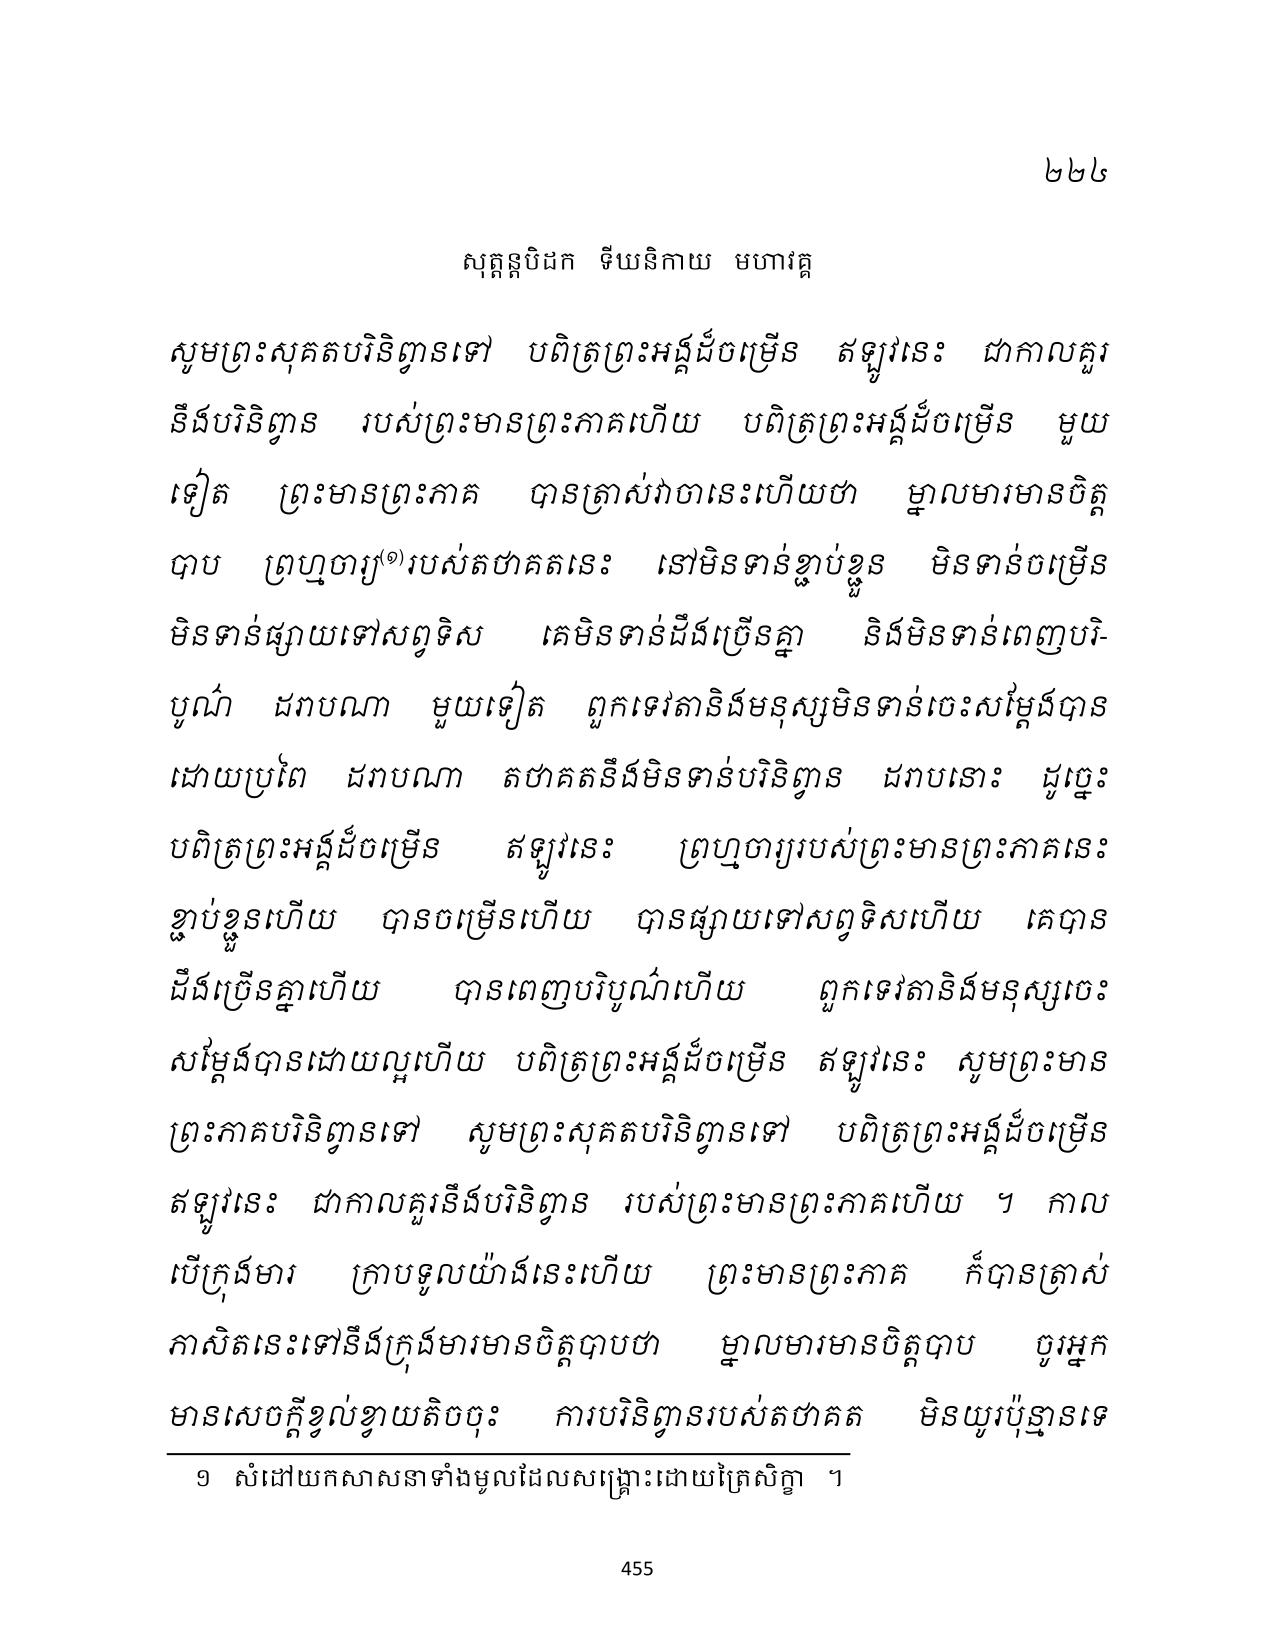 ២២៤
សុត្តន្តបិដក ទីឃនិកាយ មហាវគ្គ
សូមព្រះសុគតបរិនិព្វានទៅ បពិត្រព្រះអង្គដ៏ចម្រើន ឥឡូវនេះ ជាកាលគួរ
នឹងបរិនិព្វាន របស់ព្រះមានព្រះភាគហើយ បពិត្រព្រះអង្គដ៏ចម្រើន មួយ
ទៀត ព្រះមានព្រះភាគ បានត្រាស់វាចានេះហើយថា ម្នាលមារមានចិត្ត
បាប ព្រហ្មចារ្យ(១)របស់តថាគតនេះ នៅមិនទាន់ខ្ជាប់ខ្ជួន មិនទាន់ចម្រើន
មិនទាន់ផ្សាយទៅសព្វទិស គេមិនទាន់ដឹងច្រើនគ្នា និងមិនទាន់ពេញបរិ-
បូណ៌ ដរាបណា មួយទៀត ពួកទេវតានិងមនុស្សមិនទាន់ចេះសម្តែងបាន
ដោយប្រពៃ ដរាបណា តថាគតនឹងមិនទាន់បរិនិព្វាន ដរាបនោះ ដូច្នេះ
បពិត្រព្រះអង្គដ៏ចម្រើន ឥឡូវនេះ ព្រហ្មចារ្យរបស់ព្រះមានព្រះភាគនេះ
ខ្ជាប់ខ្ជួនហើយ បានចម្រើនហើយ បានផ្សាយទៅសព្វទិសហើយ គេបាន
ដឹងច្រើនគ្នាហើយ បានពេញបរិបូណ៌ហើយ ពួកទេវតានិងមនុស្សចេះ
សម្តែងបានដោយល្អហើយ បពិត្រព្រះអង្គដ៏ចម្រើន ឥឡូវនេះ សូមព្រះមាន
ព្រះភាគបរិនិព្វានទៅ សូមព្រះសុគតបរិនិព្វានទៅ បពិត្រព្រះអង្គដ៏ចម្រើន
ឥឡូវនេះ ជាកាលគួរនឹងបរិនិព្វាន របស់ព្រះមានព្រះភាគហើយ ។ កាល
បើក្រុងមារ ក្រាបទូលយ៉ាងនេះហើយ ព្រះមានព្រះភាគ ក៏បានត្រាស់
ភាសិតនេះទៅនឹងក្រុងមារមានចិត្តបាបថា ម្នាលមារមានចិត្តបាប ចូរអ្នក
មានសេចក្តីខ្វល់ខ្វាយតិចចុះ ការបរិនិព្វានរបស់តថាគត មិនយូរប៉ុន្មានទេ
១ សំដៅយកសាសនាទាំងមូលដែលសង្គ្រោះដោយត្រៃសិក្ខា ។
455